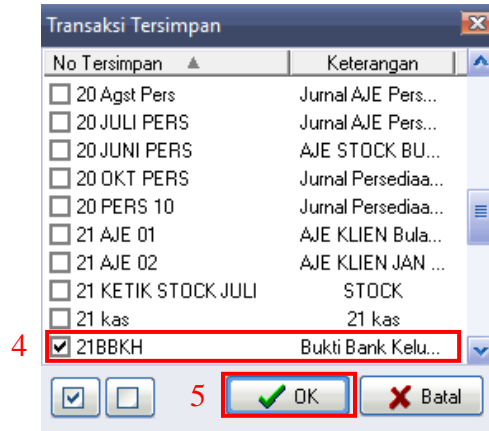 Transaksi Tersimpan
No Tersimpan Keterangan
20 Agst Pers Jurnal AJE Pers...
20 JULI PERS Jurnal AJE Pers...
20 JUNI PERS AJE STOCK BU...
20 OKT PERS Jurnal Persediaa...
20 PERS 10 Jurnal Persediaa...
21 AJE 01 AJE KLIEN Bula...
21 AJE 02 AJE KLIEN JAN ...
21 KETIK STOCK JULI STOCK
21 kas 21 kas
4 21BBKH Bukti Bank Kelu...
5 OK Batal